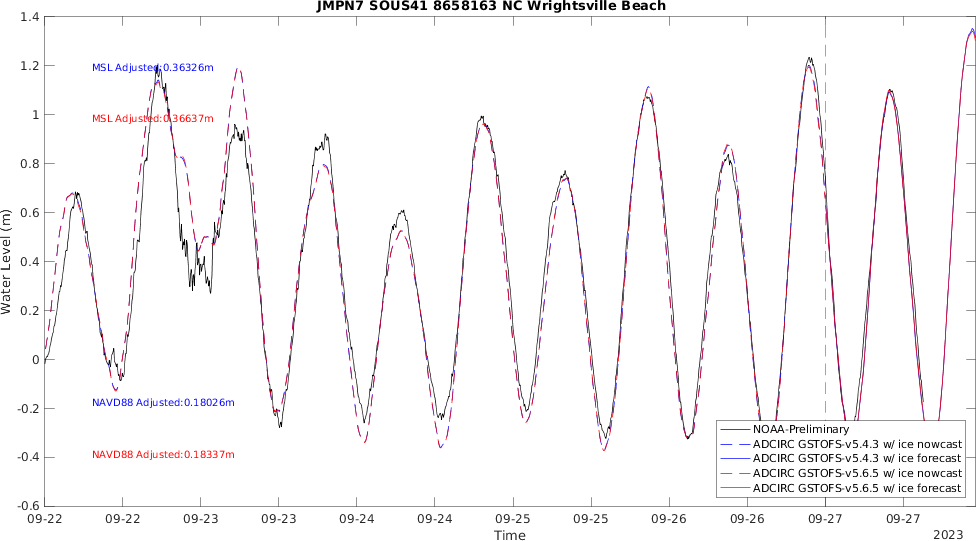 JMPN7 SOUS41 8658163 NC Wrightsville Beach
1.4
1.2
1
0.8
0.6
0.4
0.2
0
-0.2
-0.4
-0.6
Water Level (m)
MSL Adjusted:0.36326m
MSL Adjusted:0.36637m
NAVD88 Adjusted:0.18026m
NAVD88 Adjusted:0.18337m
NOAA-Preliminary
ADCIRC GSTOFS-v5.4.3 w/ ice nowcast
ADCIRC GSTOFS-v5.4.3 w/ ice forecast
ADCIRC GSTOFS-v5.6.5 w/ ice nowcast
ADCIRC GSTOFS-v5.6.5 w/ ice forecast
09-22 09-22 09-23 09-23 09-24 09-24 09-25 09-25 09-26 09-26 09-27 09-27
Time
2023